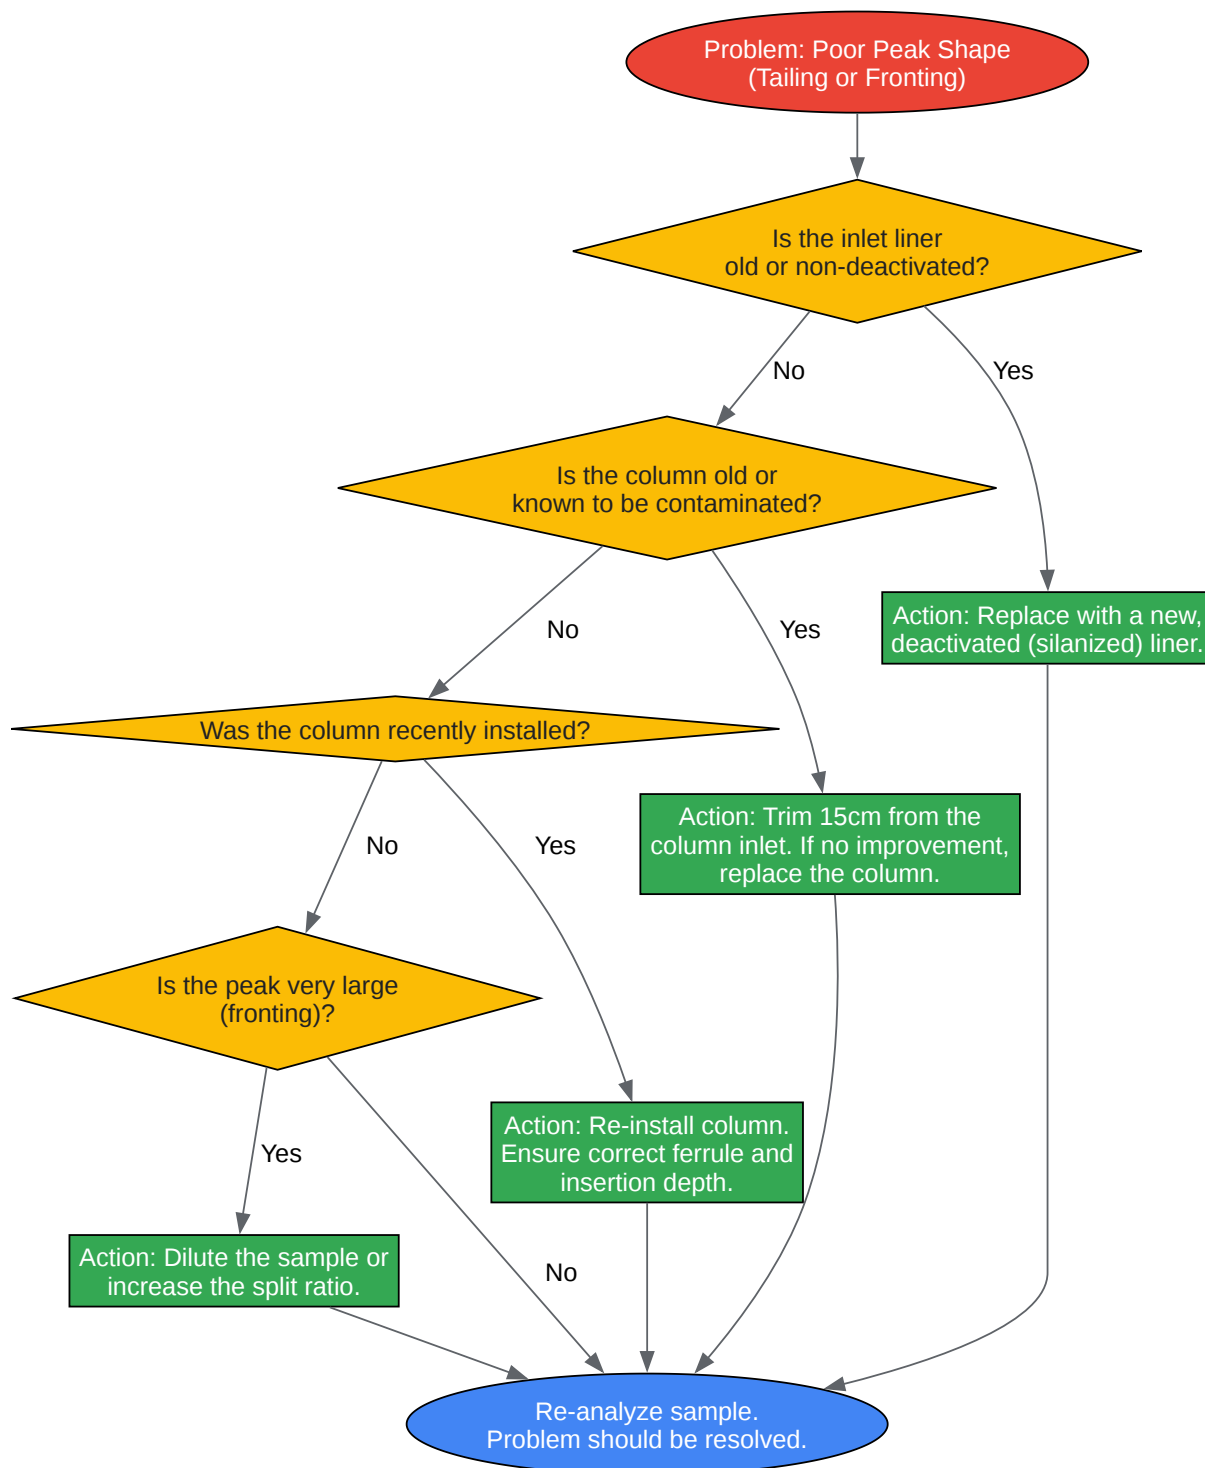 Problem: Poor Peak Shape
(Tailing or Fronting)
Is the inlet liner
old or non-deactivated?
No
Yes
Is the column old or
known to be contaminated?
Action: Replace with a new,
deactivated (silanized) liner.
No
Yes
Was the column recently installed?
Action: Trim 15cm from the
column inlet. If no improvement,
replace the column.
No
Yes
Is the peak very large
(fronting)?
Action: Re-install column.
Ensure correct ferrule and
insertion depth.
Yes
Action: Dilute the sample or
increase the split ratio.
No
Re-analyze sample.
Problem should be resolved.